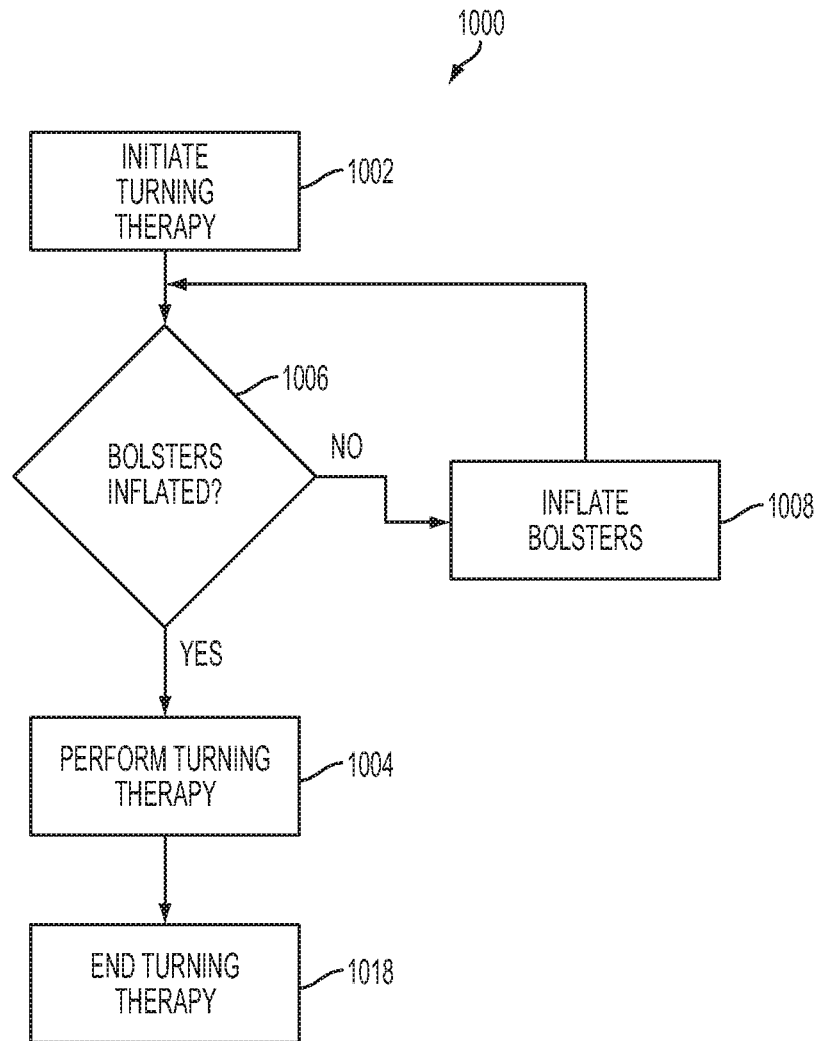 1000
INITIATE
TURNING
THERAPY
1002
1006
BOLSTERS
INFLATED?
NO
INFLATE
BOLSTERS
1008
YES
PERFORM TURNING
THERAPY
1004
END TURNING
THERAPY
1018